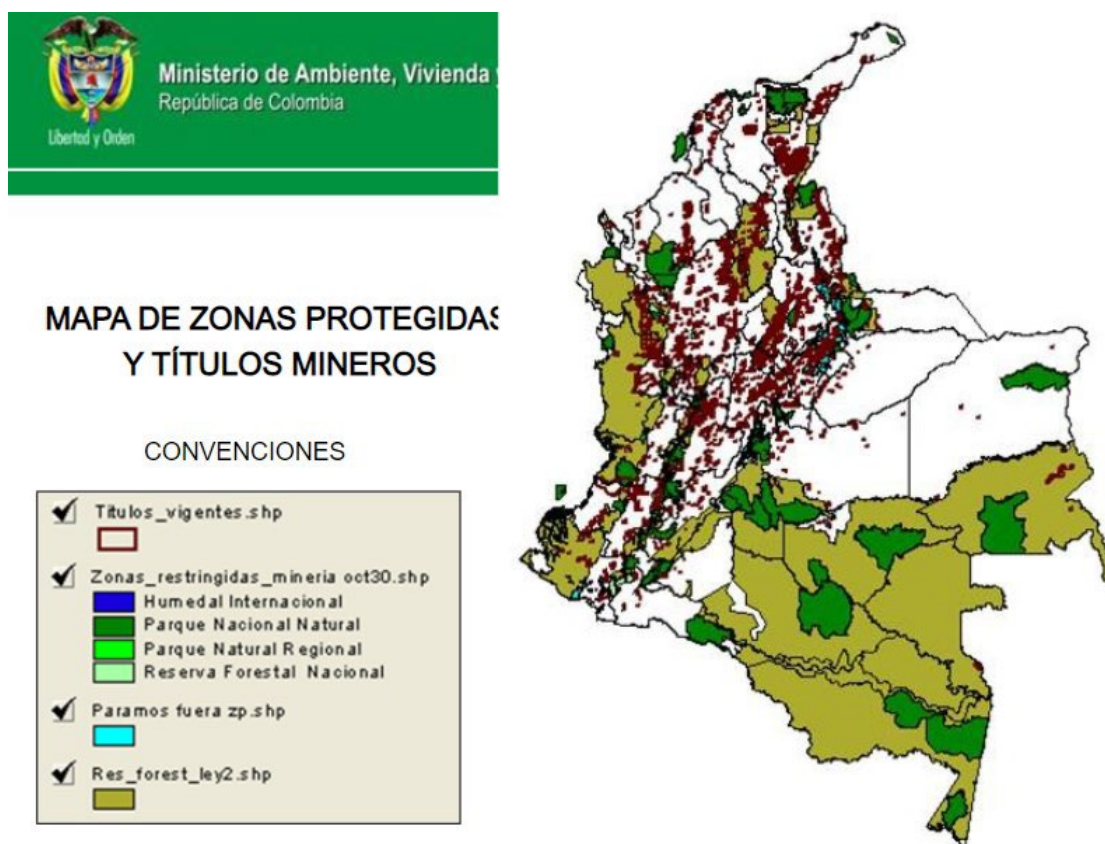 Ministerio de Ambiente, Vivienda y
República de Colombia
Libertad y Orden
MAPA DE ZONAS PROTEGIDAS
Y TÍTULOS MINEROS
CONVENCIONES
Titulos_vigentes.shp
Zonas_restringidas_mineria oct30.shp
Humedal Internacional
Parque Nacional Natural
Parque Natural Regional
Reserva Forestal Nacional
Paramos fuera zp.shp
Res_forest_ley2.shp